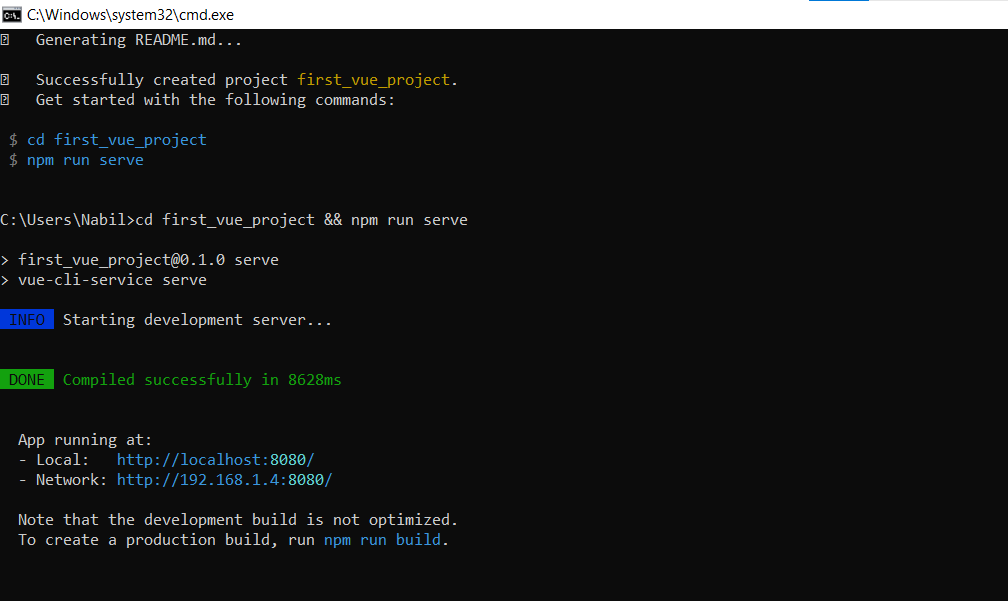 C:\Windows\system32\cmd.exe
Generating README.md...
Successfully created project first_vue_project.
Get started with the following commands:
$ cd first_vue_project
$ npm run serve
C:\Users\Nabil>cd first_vue_project && npm run serve
> first_vue_project@0.1.0 serve
> vue-cli-service serve
INFO Starting development server...
DONE Compiled successfully in 8628ms
App running at:
- Local: http://localhost:8080/
- Network: http://192.168.1.4:8080/
Note that the development build is not optimized.
To create a production build, run npm run build.